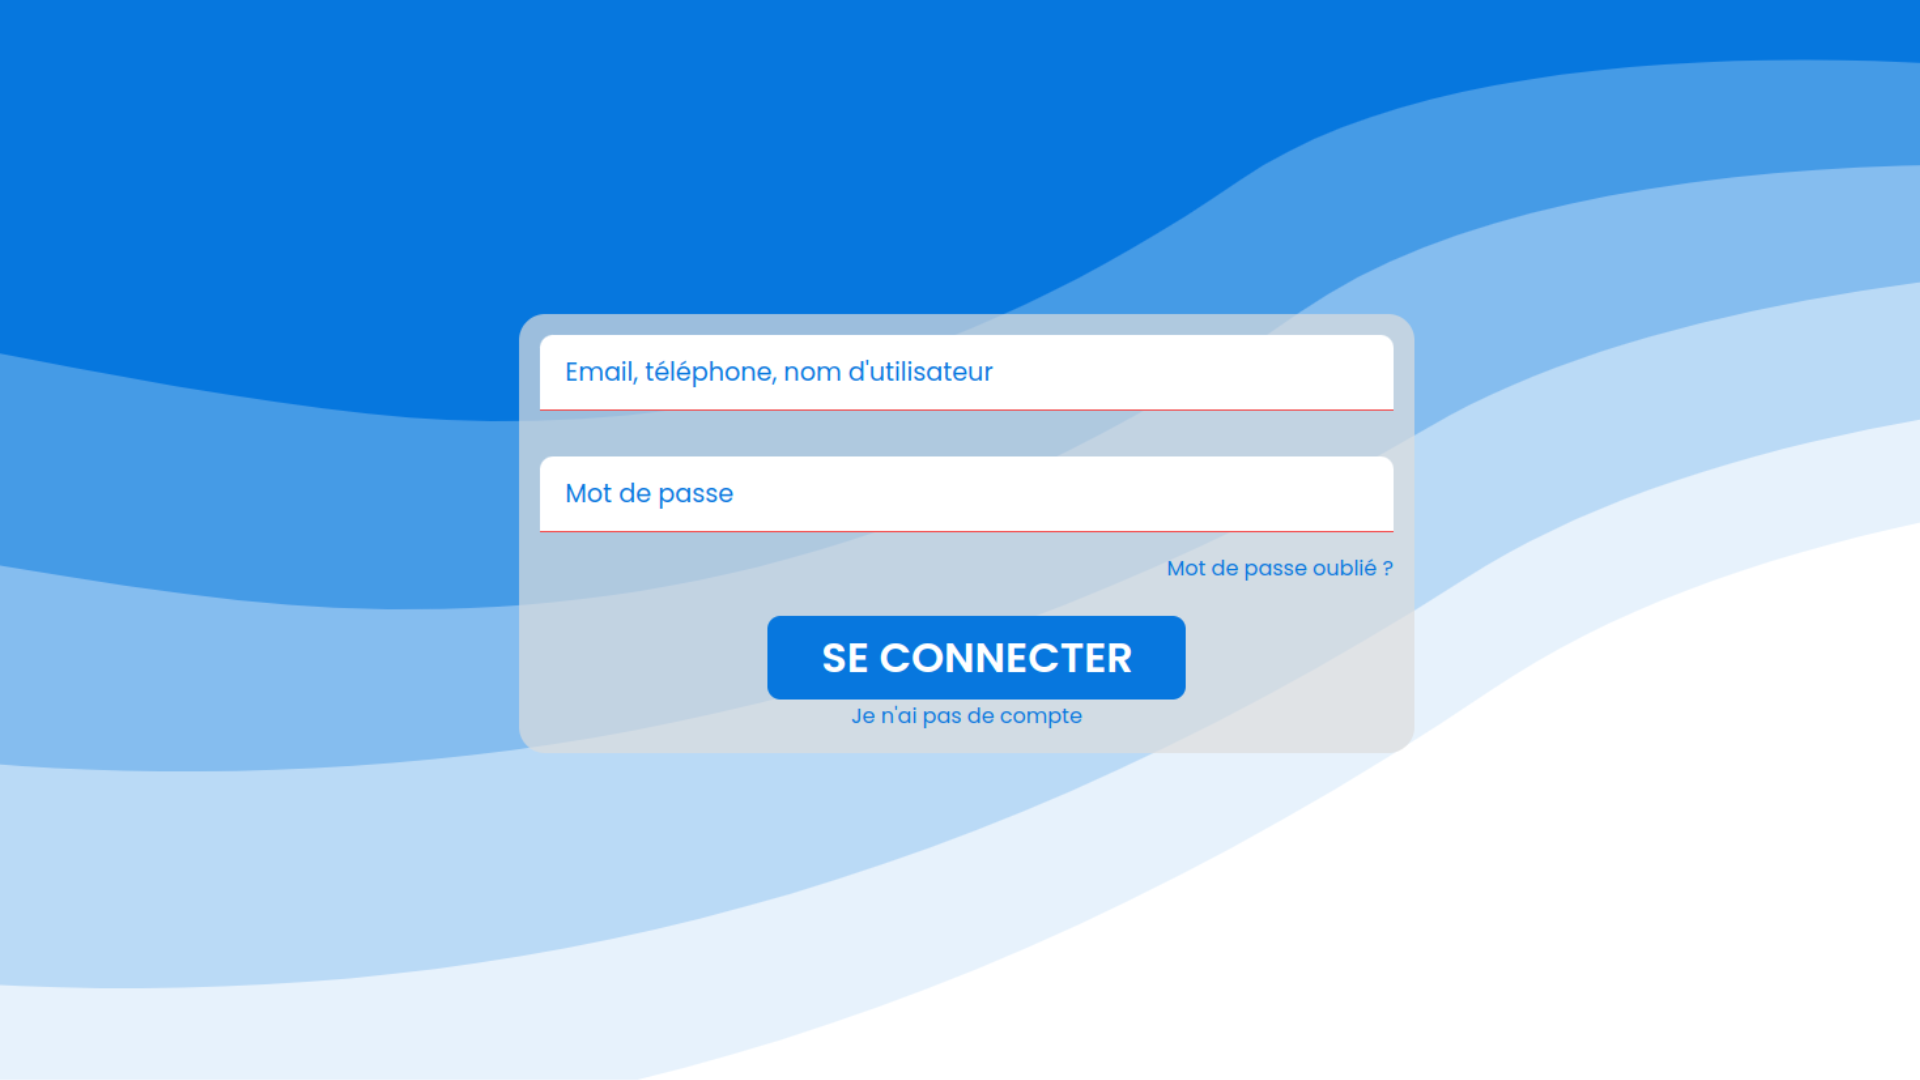 Email, téléphone, nom d'utilisateur
Mot de passe
Mot de passe oublié ?
SE CONNECTER
Je n'ai pas de compte